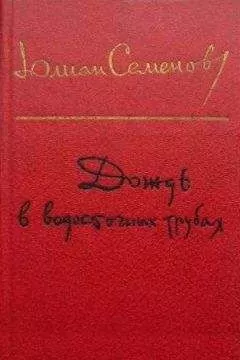 Юлиан Семенов
Дождь
в водосточных трубах